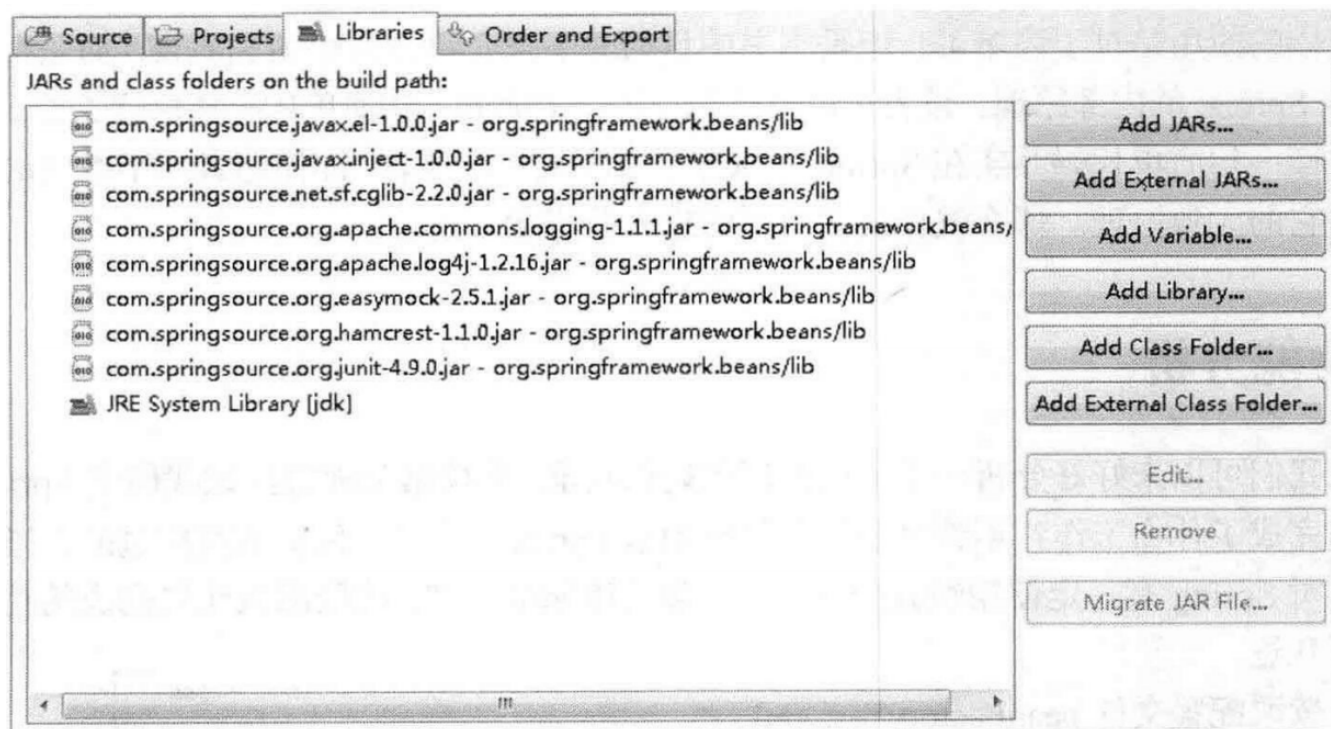 Source Projects Libraries Order and Export
JARs and class folders on the build path:
com.springsource.javax.el-1.0.0.jar - org.springframework.beans/lib
com.springsource.javax.inject-1.0.0.jar - org.springframework.beans/lib
com.springsource.net.sf.cglib-2.2.0.jar - org.springframework.beans/lib
com.springsource.org.apache.commons.logging-1.1.1.jar - org.springframework.beans/
com.springsource.org.apache.log4j-1.2.16.jar - org.springframework.beans/lib
com.springsource.org.easymock-2.5.1.jar - org.springframework.beans/lib
com.springsource.org.hamcrest-1.1.0.jar - org.springframework.beans/lib
com.springsource.org.junit-4.9.0.jar - org.springframework.beans/lib
JRE System Library [jdk]
Add JARs...
Add External JARs...
Add Variable...
Add Library...
Add Class Folder...
Add External Class Folder...
Edit...
Remove
Migrate JAR File...